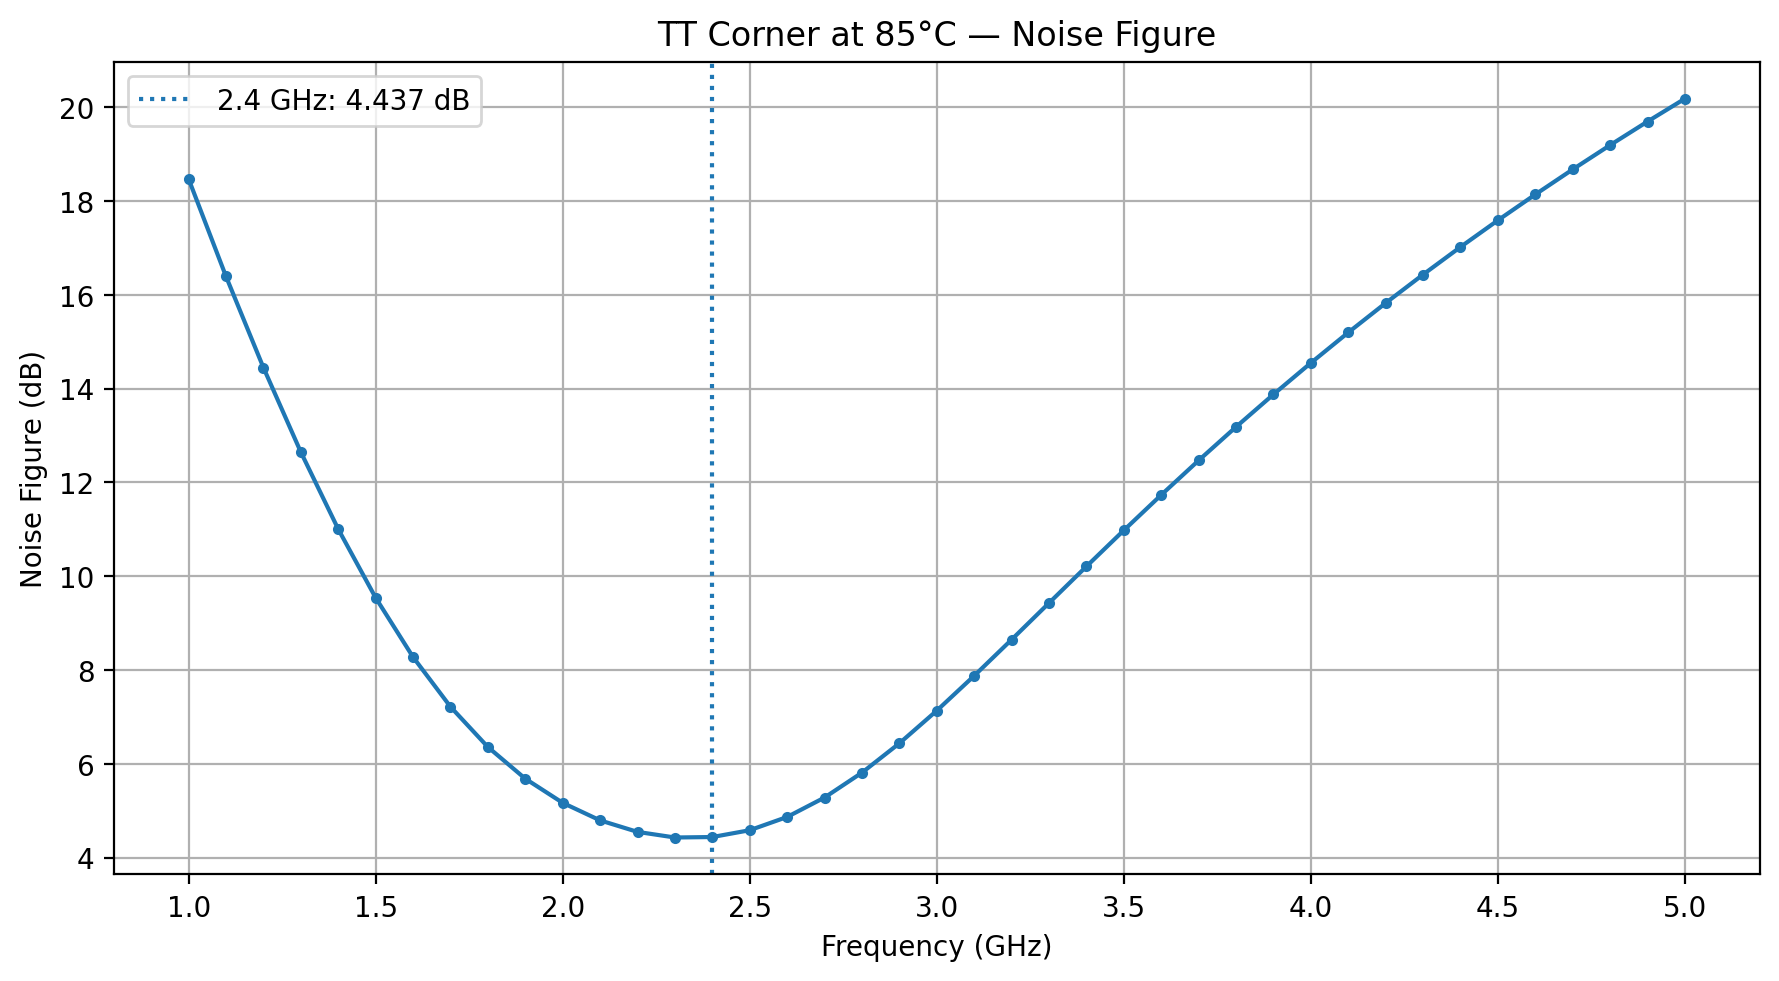 TT Corner at 85°C — Noise Figure
2.4 GHz: 4.437 dB
Noise Figure (dB)
20
18
16
14
12
10
8
6
4
1.0 1.5 2.0 2.5 3.0 3.5 4.0 4.5 5.0
Frequency (GHz)